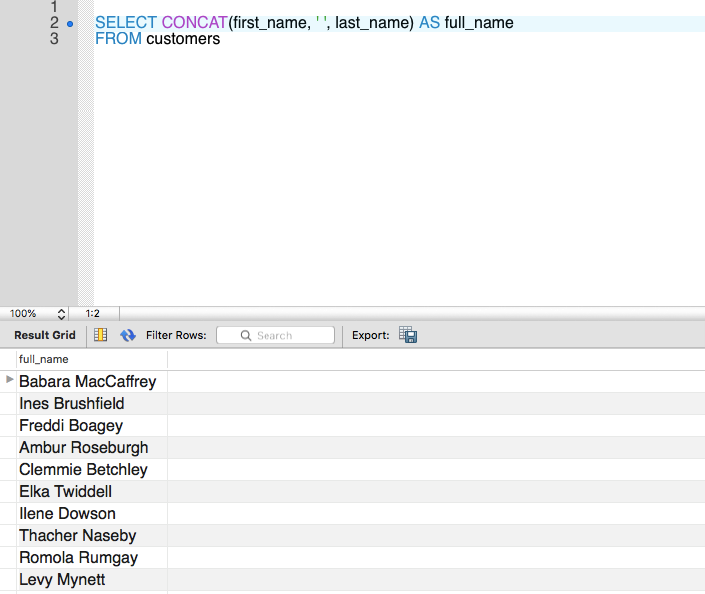 1
2 SELECT CONCAT(first_name, ' ', last_name) AS full_name
3 FROM customers
100% 1:2
Result Grid Filter Rows: Search Export:
full_name
Babara MacCaffrey
Ines Brushfield
Freddi Boagey
Ambur Roseburgh
Clemmie Betchley
Elka Twiddell
Ilene Dowson
Thacher Naseby
Romola Rumgay
Levy Mynett